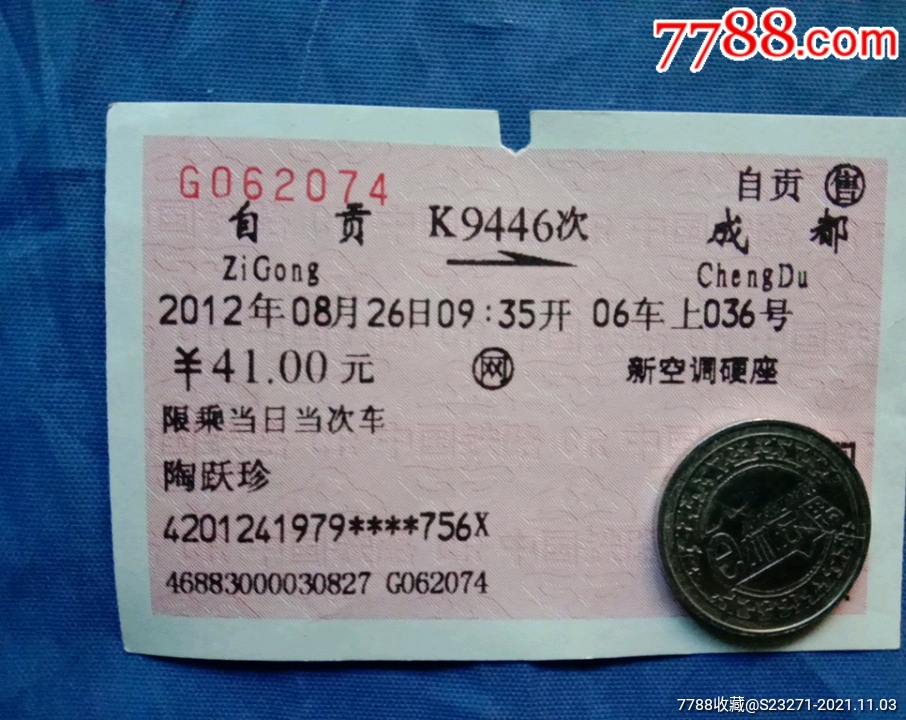 7788.com
G062074
自贡 售
自贡 K9446次 成都
ZiGong ChengDu
2012年08月26日09:35开 06车上036号
￥41.00元 网 新空调硬座
限乘当日当次车
陶跃珍
4201241979****756X
46883000030827 G062074
7788收藏@S23271-2021.11.03